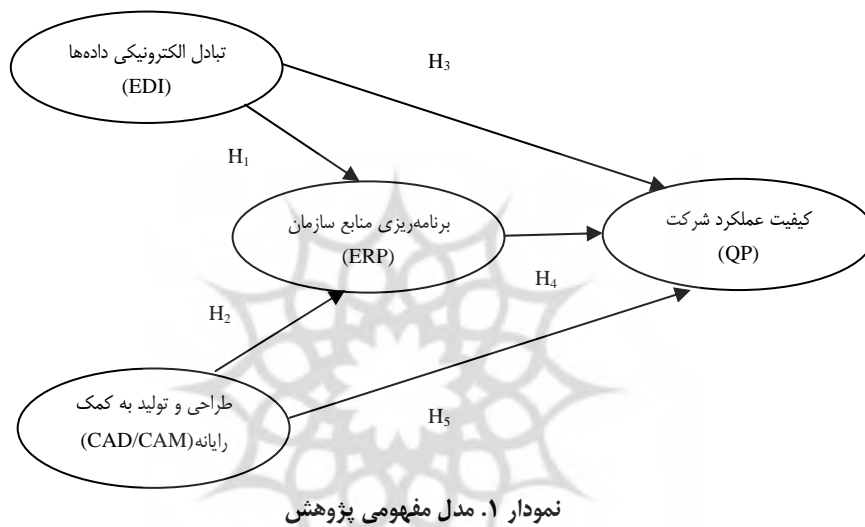 تبادل الکترونیکی داده‌ها
(EDI)
H3
H1
برنامه‌ریزی منابع سازمان
(ERP)
کیفیت عملکرد شرکت
(QP)
H4
H2
طراحی و تولید به کمک
رایانه(CAD/CAM)
H5
نمودار ۱. مدل مفهومی پژوهش